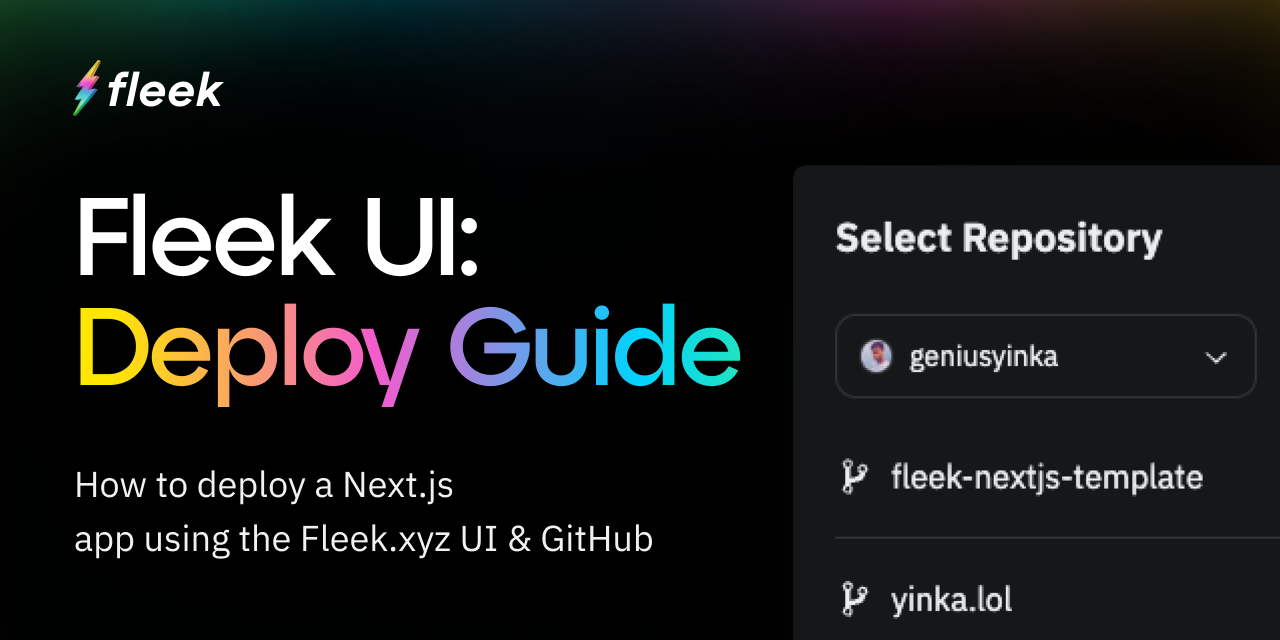 fleek
Fleek UI:
Deploy Guide
How to deploy a Next.js
app using the Fleek.xyz UI & GitHub
Select Repository
geniusyinka
fleek-nextjs-template
yinka.lol